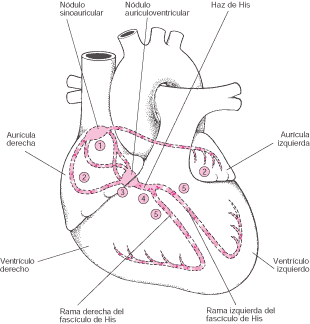 Nódulo
sinoauricular
Nódulo
auriculoventricular
Haz de His
Aurícula
derecha
Aurícula
izquierda
1
2
2
3
4
5
5
Ventrículo
derecho
Ventrículo
izquierdo
Rama derecha del
fascículo de His
Rama izquierda del
fascículo de His